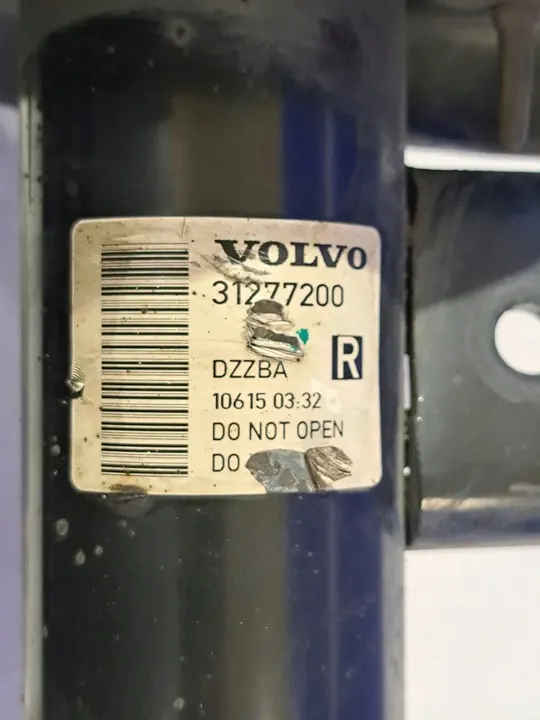 VOLVO
31277200
DZZBA
R
10615 03:32
DO NOT OPEN
DO